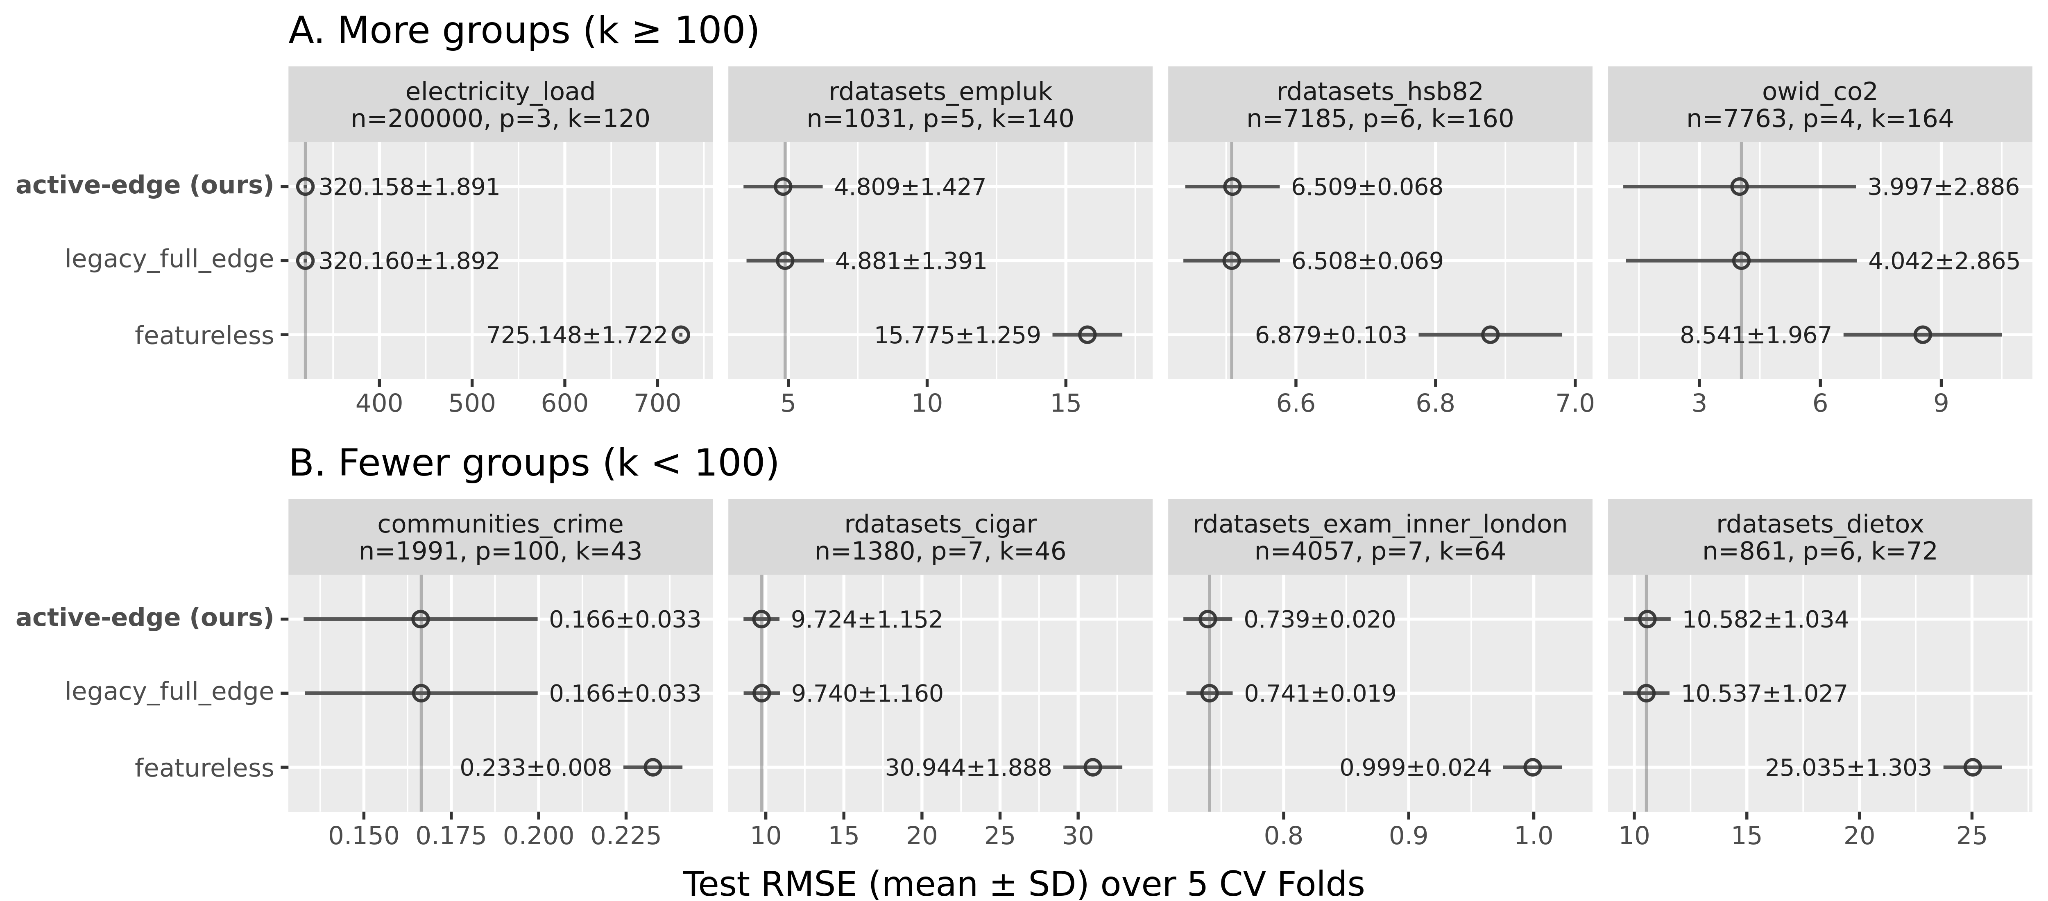 A. More groups (k ≥ 100)
electricity_load
n=200000, p=3, k=120
rdatasets_empluk
n=1031, p=5, k=140
rdatasets_hsb82
n=7185, p=6, k=160
owid_co2
n=7763, p=4, k=164
active-edge (ours) 320.158±1.891 4.809±1.427 6.509±0.068 3.997±2.886
legacy_full_edge 320.160±1.892 4.881±1.391 6.508±0.069 4.042±2.865
featureless 725.148±1.722 15.775±1.259 6.879±0.103 8.541±1.967
400 500 600 700 5 10 15 6.6 6.8 7.0 3 6 9
B. Fewer groups (k < 100)
communities_crime
n=1991, p=100, k=43
rdatasets_cigar
n=1380, p=7, k=46
rdatasets_exam_inner_london
n=4057, p=7, k=64
rdatasets_dietox
n=861, p=6, k=72
active-edge (ours) 0.166±0.033 9.724±1.152 0.739±0.020 10.582±1.034
legacy_full_edge 0.166±0.033 9.740±1.160 0.741±0.019 10.537±1.027
featureless 0.233±0.008 30.944±1.888 0.999±0.024 25.035±1.303
0.150 0.175 0.200 0.225 10 15 20 25 30 0.8 0.9 1.0 10 15 20 25
Test RMSE (mean ± SD) over 5 CV Folds